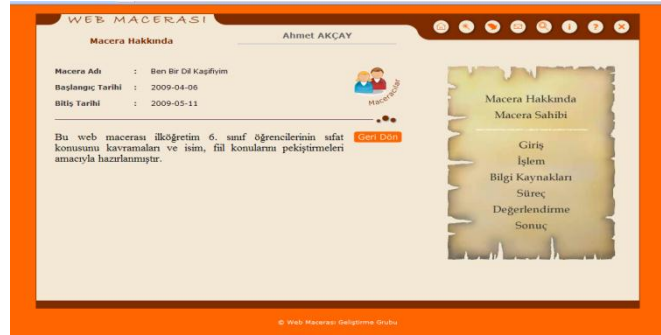 WEB MACERASI
Macera Hakkında
Ahmet AKÇAY
Macera Adı : Ben Bir Dil Kaşifiyim
Başlangıç Tarihi : 2009-04-06
Bitiş Tarihi : 2009-05-11
Maceracılar
Bu web macerası ilköğretim 6. sınıf öğrencilerinin sıfat
konusunu kavramaları ve isim, fiil konularını pekiştirmeleri
amacıyla hazırlanmıştır.
Geri Dön
Macera Hakkında
Macera Sahibi
Giriş
İşlem
Bilgi Kaynakları
Süreç
Değerlendirme
Sonuç
© Web Macerası Geliştirme Grubu